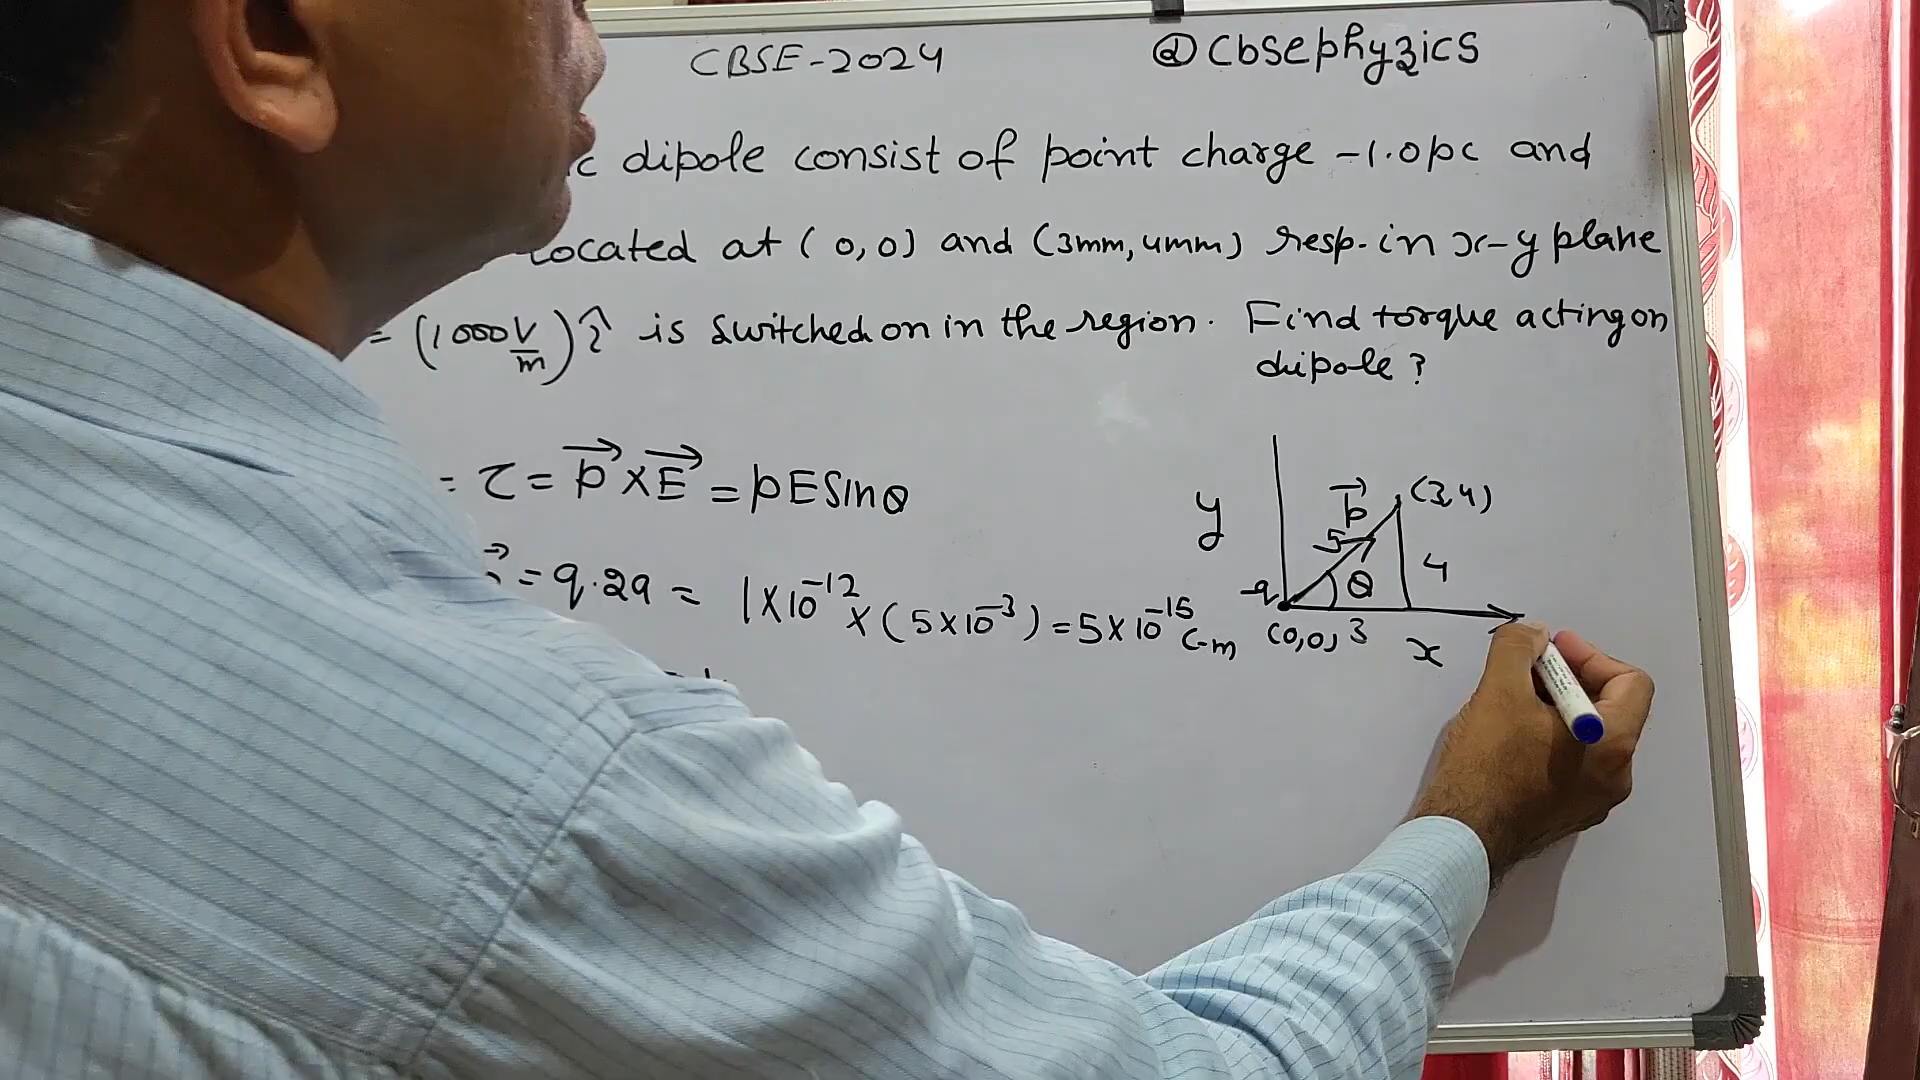 CBSE-2024
@cbsephyzics
dipole consist of point charge -1.0pc and
located at (0,0) and (3mm,4mm) resp. in x-y plane
= (1000 V/m) î is switched on in the region. Find torque acting on
dipole?
= τ = p⃗ × E⃗ = pE Sinθ
= q.2a = 1×10⁻¹² × (5×10⁻³) = 5×10⁻¹⁵ C-m
y
p⃗
(3,4)
5
4
θ
-q
(0,0)
3
x